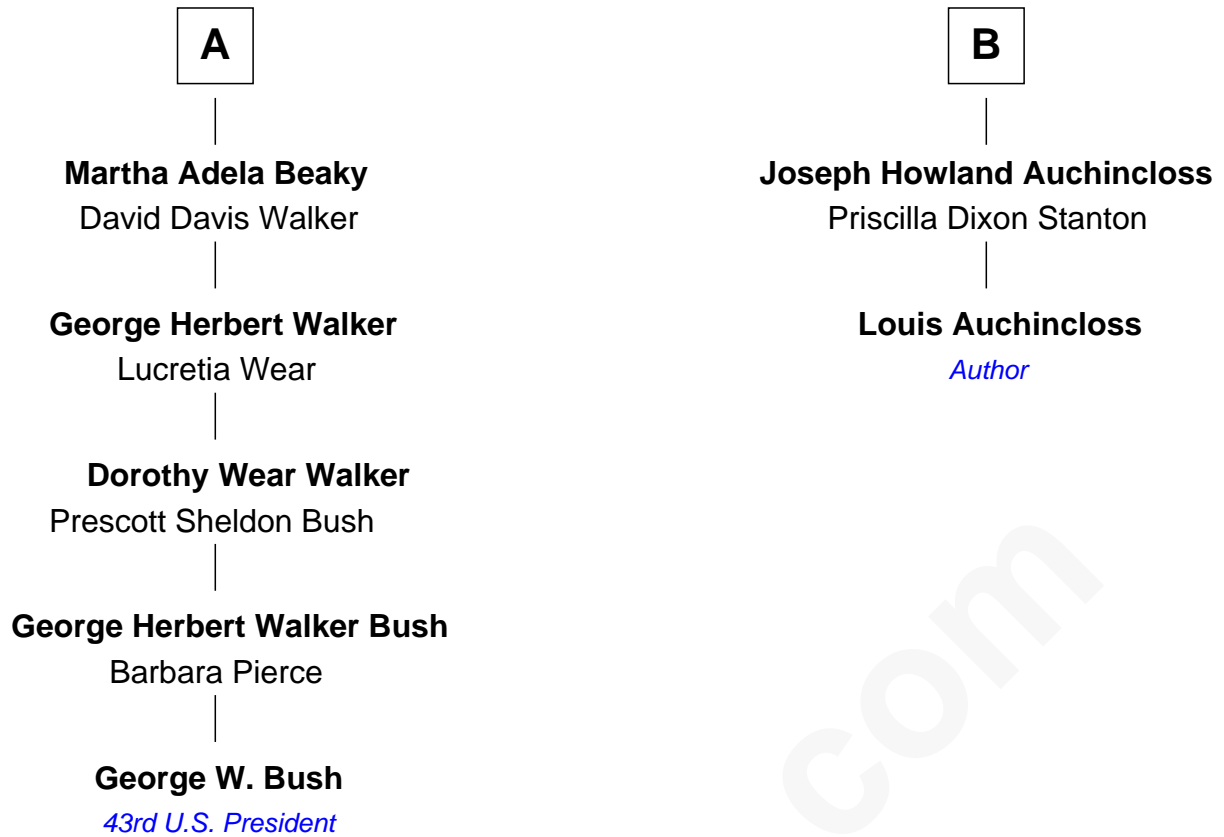 A
Martha Adela Beaky
David Davis Walker
George Herbert Walker
Lucretia Wear
Dorothy Wear Walker
Prescott Sheldon Bush
George Herbert Walker Bush
Barbara Pierce
George W. Bush
43rd U.S. President
B
Joseph Howland Auchincloss
Priscilla Dixon Stanton
Louis Auchincloss
Author
com